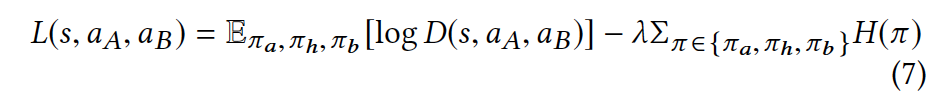 L(s, a_A, a_B) = 𝔼_{π_a, π_h, π_b}[log D(s, a_A, a_B)] − λΣ_{π∈{π_a, π_h, π_b}}H(π)
(7)